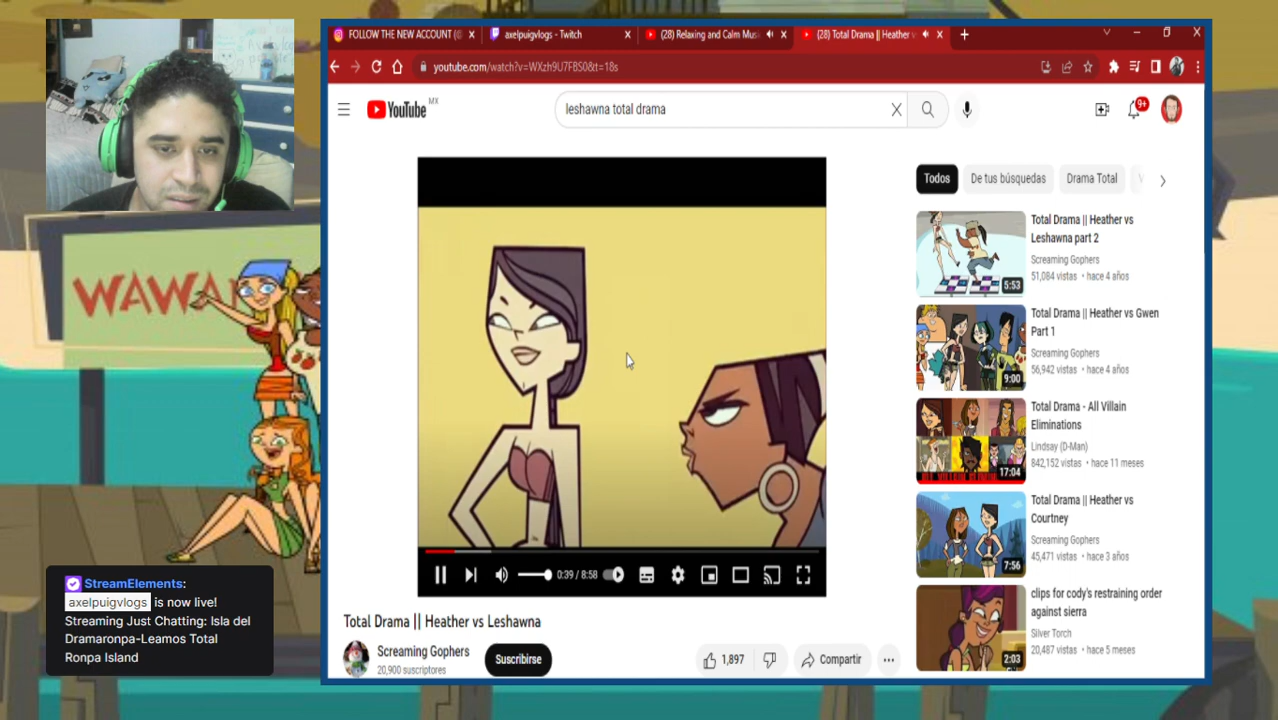 FOLLOW THE NEW ACCOUNT (@
axelpuigvlogs - Twitch
(28) Relaxing and Calm Mus
(28) Total Drama || Heather v
youtube.com/watch?v=WXzh9U7FBS0&t=18s
YouTube MX
leshawna total drama
9+
Todos
De tus búsquedas
Drama Total
Total Drama || Heather vs
Leshawna part 2
Screaming Gophers
51,084 vistas • hace 4 años
5:53
Total Drama || Heather vs Gwen
Part 1
Screaming Gophers
56,942 vistas • hace 4 años
9:00
Total Drama - All Villain
Eliminations
Lindsay (D-Man)
842,152 vistas • hace 11 meses
17:04
Total Drama || Heather vs
Courtney
Screaming Gophers
45,471 vistas • hace 3 años
7:56
clips for cody's restraining order
against sierra
Silver Torch
20,487 vistas • hace 5 meses
2:03
0:39 / 8:58
Total Drama || Heather vs Leshawna
Screaming Gophers
20,900 suscriptores
Suscribirse
1,897
Compartir
WAWA
StreamElements:
axelpuigvlogs is now live!
Streaming Just Chatting: Isla del
Dramaronpa-Leamos Total
Ronpa Island